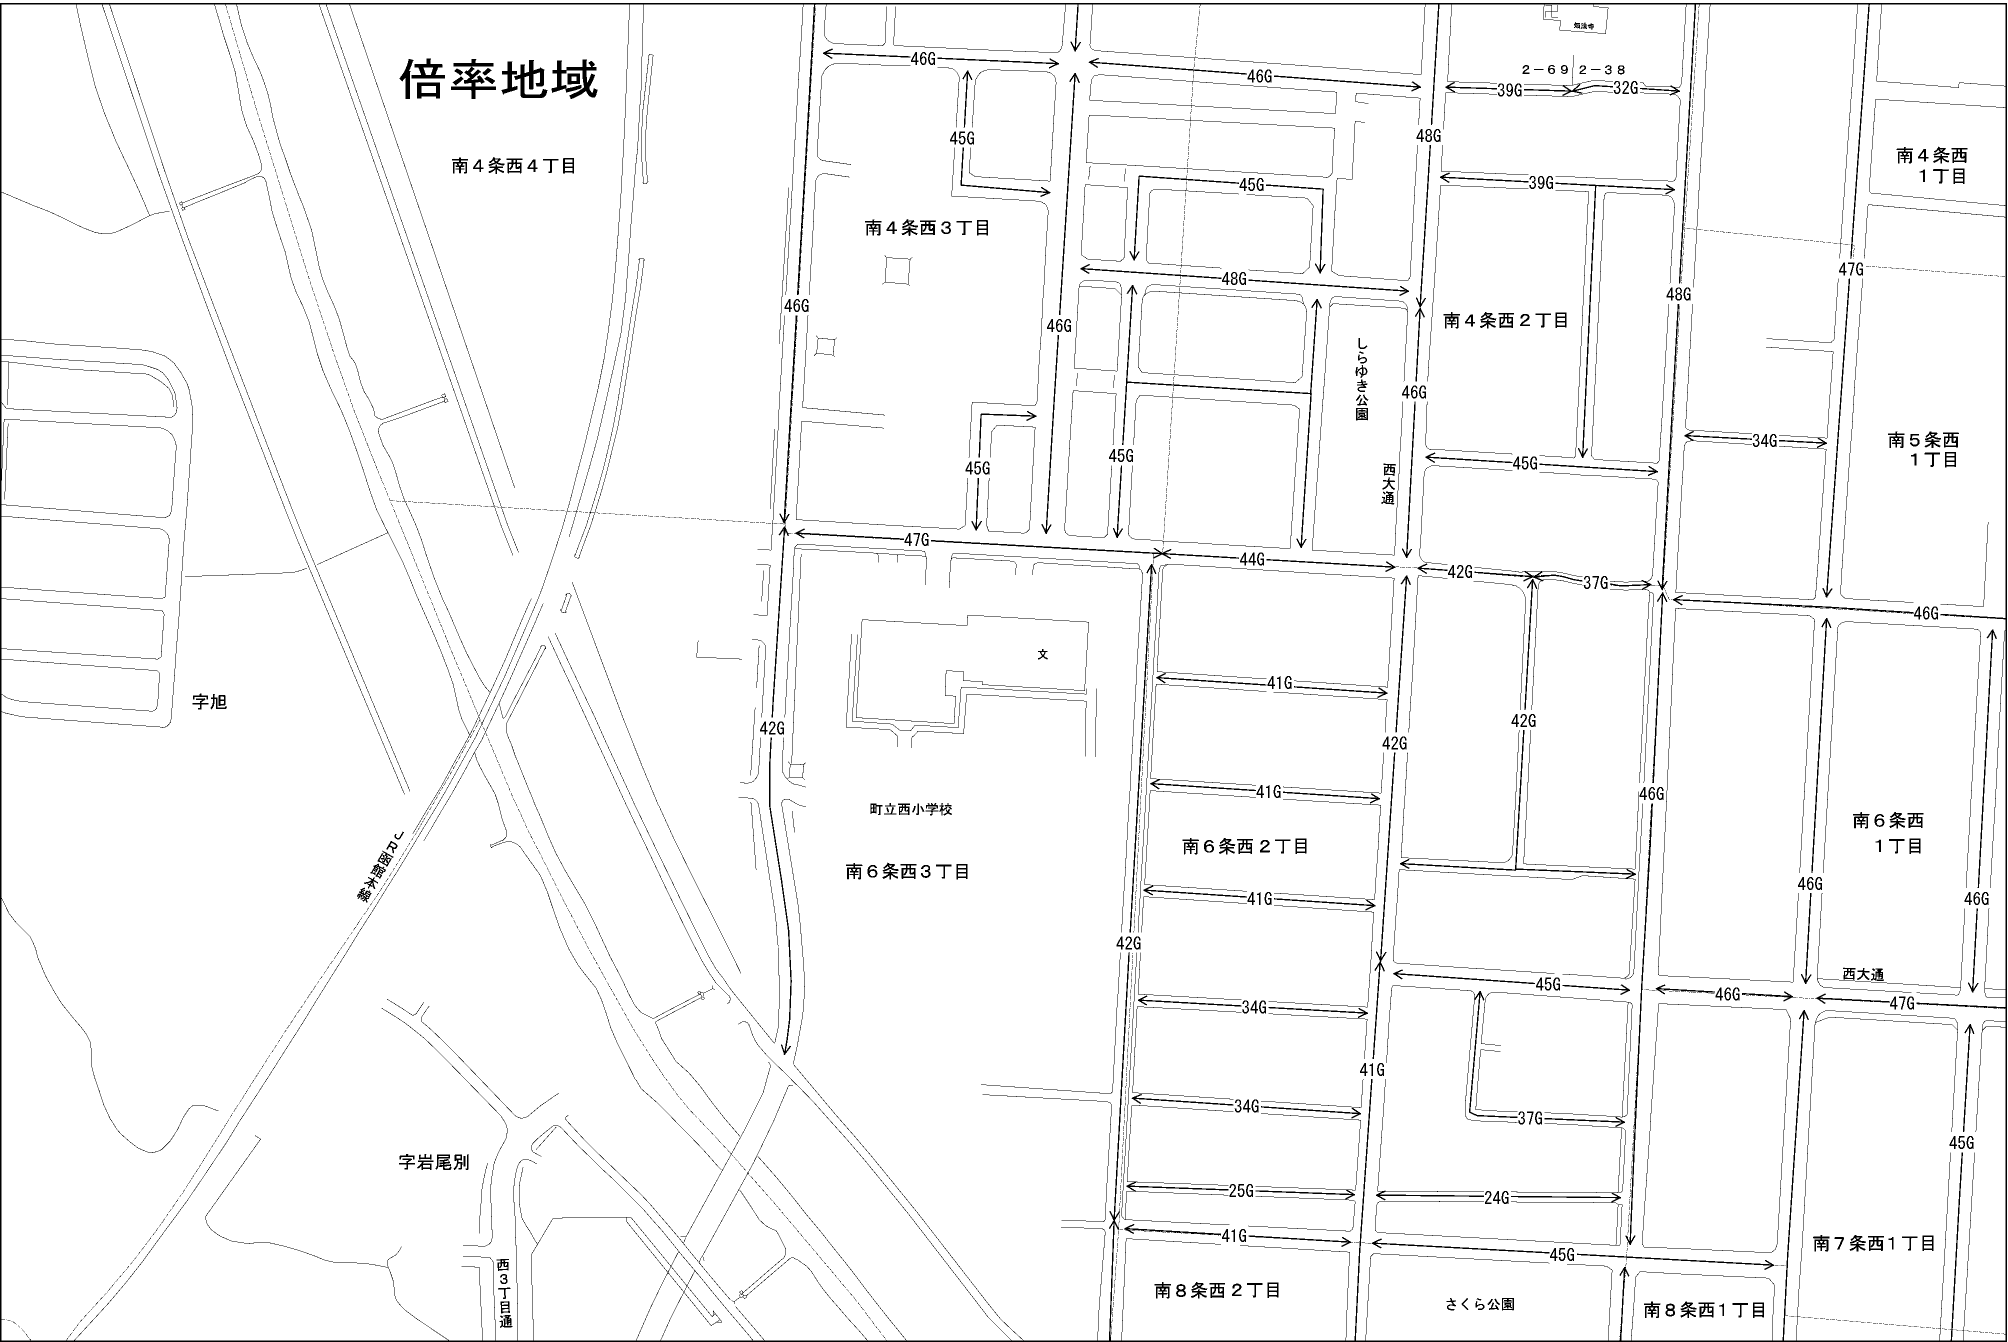 倍率地域
南４条西４丁目
46G
46G
知法寺
２－６９
２－３８
39G
32G
45G
48G
南４条西
１丁目
45G
39G
南４条西３丁目
48G
47G
46G
46G
48G
南４条西２丁目
しらゆき公園
46G
南５条西
１丁目
34G
45G
45G
45G
西大通
47G
44G
42G
37G
46G
文
字旭
41G
42G
42G
42G
41G
46G
町立西小学校
南６条西２丁目
南６条西
１丁目
ＪＲ函館本線
南６条西３丁目
41G
46G
46G
42G
西大通
45G
46G
47G
34G
41G
34G
37G
45G
字岩尾別
25G
24G
41G
45G
南７条西１丁目
西３丁目通
南８条西２丁目
さくら公園
南８条西１丁目